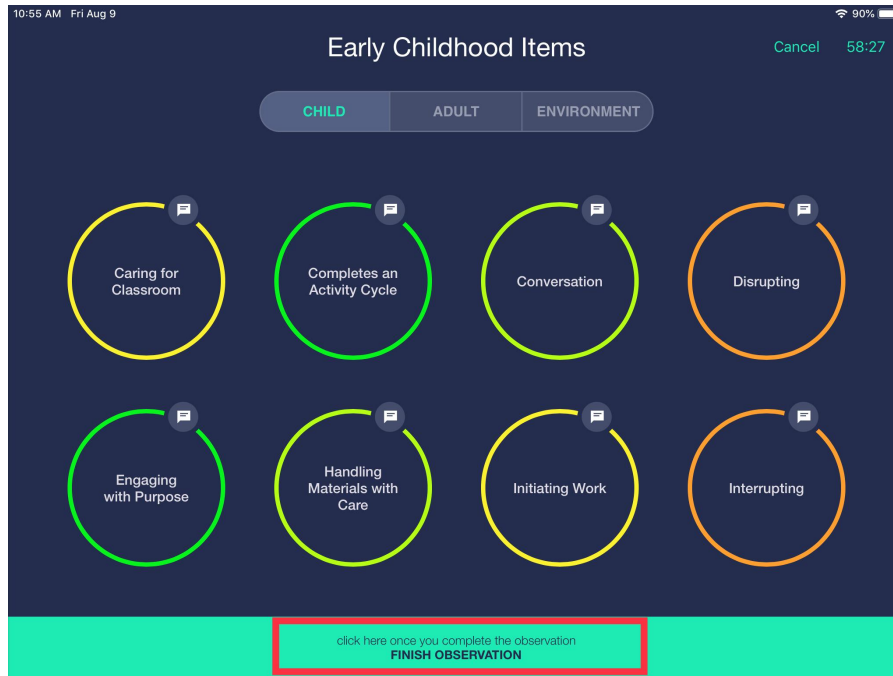 10:55 AM Fri Aug 9
90%
Early Childhood Items
Cancel
58:27
CHILD
ADULT
ENVIRONMENT
Caring for
Classroom
Completes an
Activity Cycle
Conversation
Disrupting
Engaging
with Purpose
Handling
Materials with
Care
Initiating Work
Interrupting
click here once you complete the observation
FINISH OBSERVATION